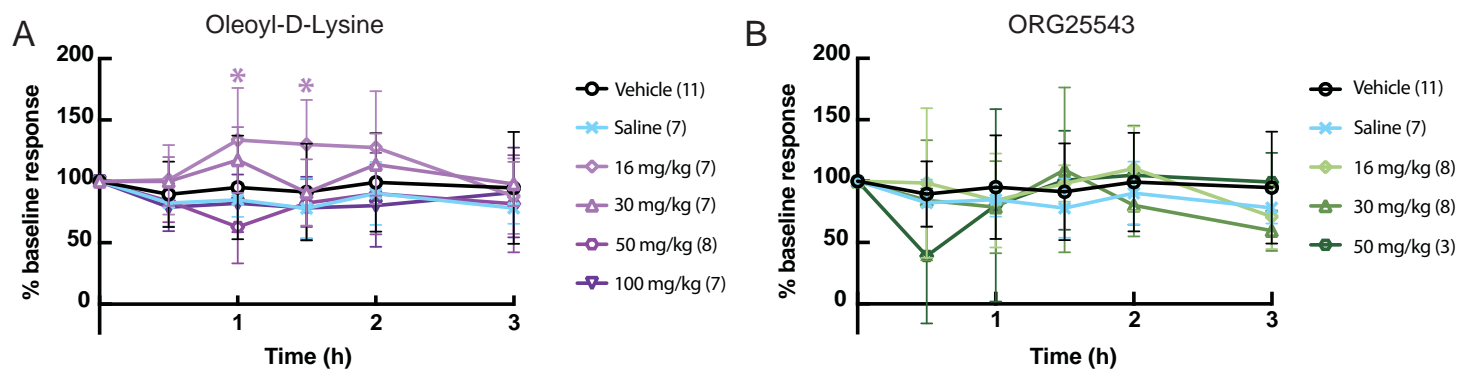 A
Oleoyl-D-Lysine
% baseline response
200
150
100
50
0
1
2
3
Time (h)
*
*
Vehicle (11)
Saline (7)
16 mg/kg (7)
30 mg/kg (7)
50 mg/kg (8)
100 mg/kg (7)
B
ORG25543
% baseline response
200
150
100
50
0
1
2
3
Time (h)
Vehicle (11)
Saline (7)
16 mg/kg (8)
30 mg/kg (8)
50 mg/kg (3)